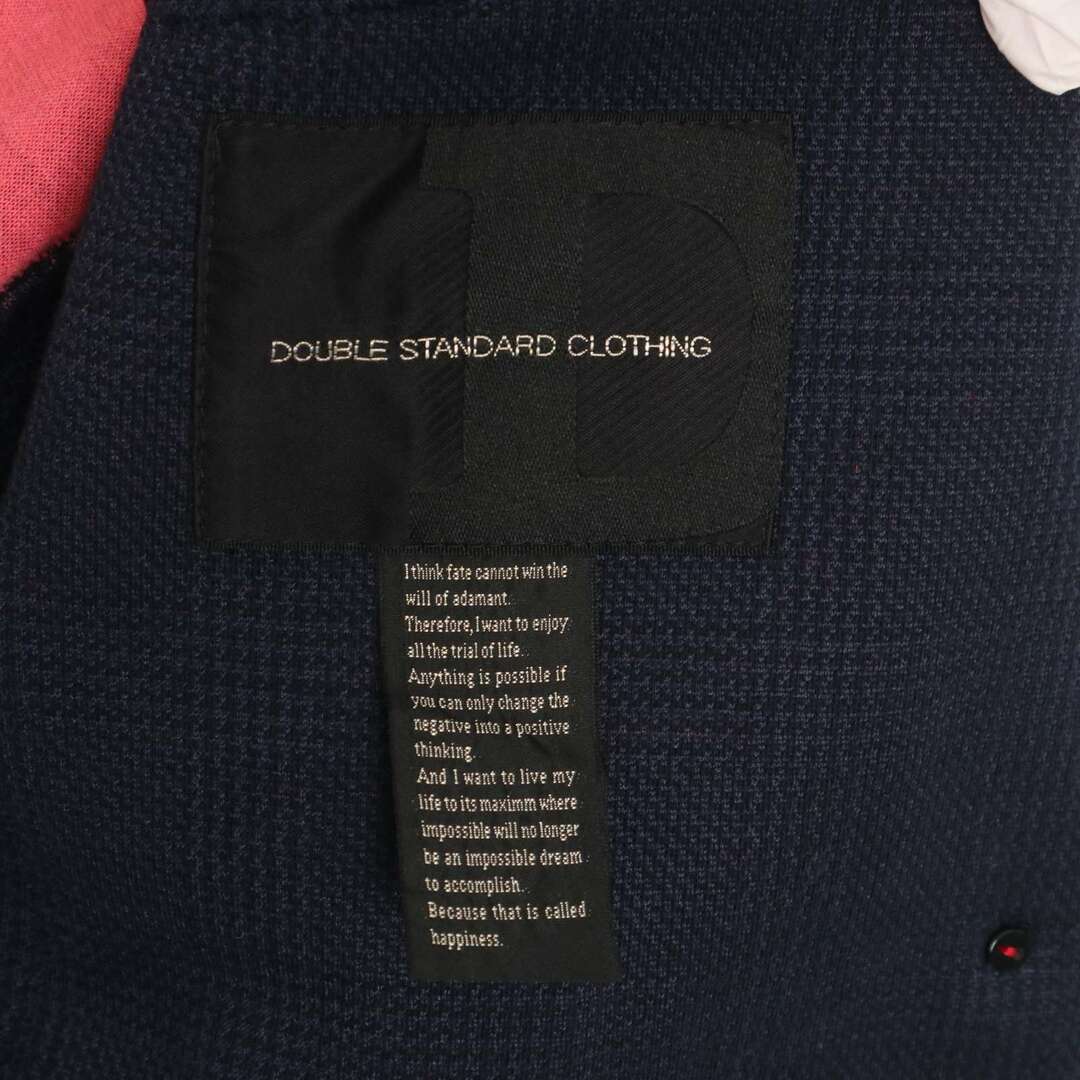 DOUBLE STANDARD CLOTHING
I think fate cannot win the
will of adamant.
Therefore, I want to enjoy
all the trial of life.
Anything is possible if
you can only change the
negative into a positive
thinking.
And I want to live my
life to its maximm where
impossible will no longer
be an impossible dream
to accomplish.
Because that is called
happiness.